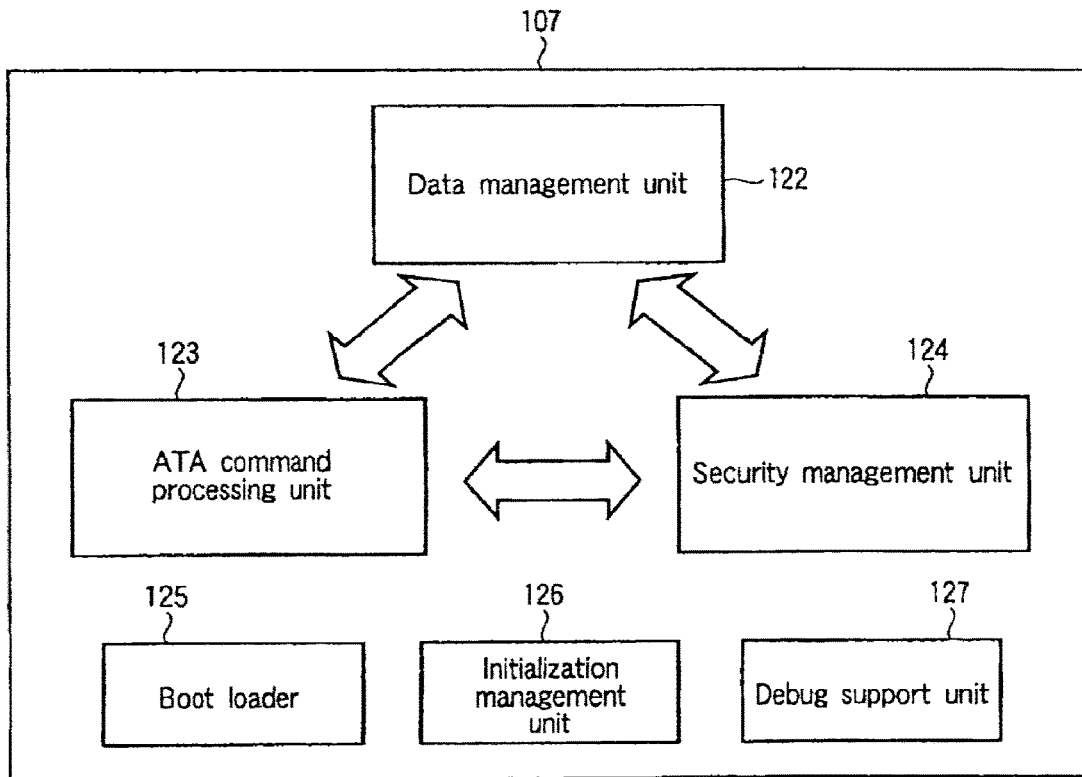 107
Data management unit
122
123
124
ATA command
processing unit
Security management unit
125
126
127
Boot loader
Initialization
management
unit
Debug support unit